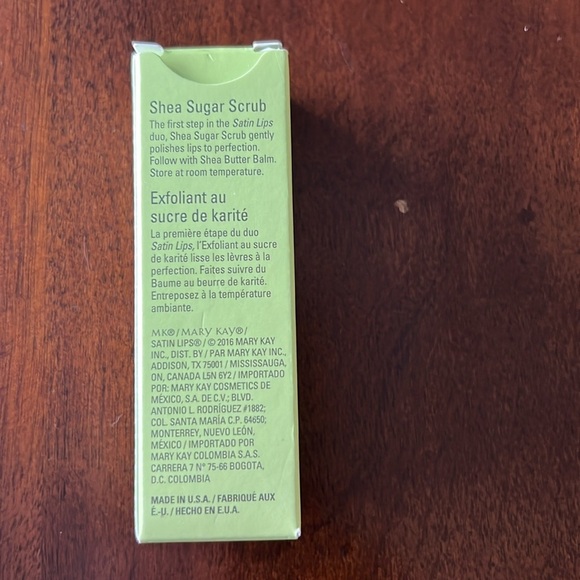 Shea Sugar Scrub
The first step in the Satin Lips
duo, Shea Sugar Scrub gently
polishes lips to perfection.
Follow with Shea Butter Balm.
Store at room temperature.
Exfoliant au
sucre de karité
La première étape du duo
Satin Lips, l'Exfoliant au sucre
de karité lisse les lèvres à la
perfection. Faites suivre du
Baume au beurre de karité.
Entreposez à la température
ambiante.
MK®/MARY KAY®/
SATIN LIPS®/ © 2016 MARY KAY
INC., DIST. BY / PAR MARY KAY INC.,
ADDISON, TX 75001 / MISSISSAUGA,
ON, CANADA L5N 6Y2 / IMPORTADO
POR: MARY KAY COSMETICS DE
MÉXICO, S.A. DE C.V.; BLVD.
ANTONIO L. RODRÍGUEZ #1882;
COL. SANTA MARÍA C.P. 64650;
MONTERREY, NUEVO LEÓN,
MÉXICO / IMPORTADO POR
MARY KAY COLOMBIA S.A.S.
CARRERA 7 N° 75-66 BOGOTA,
D.C. COLOMBIA
MADE IN U.S.A. / FABRIQUÉ AUX
É.-U. / HECHO EN E.U.A.